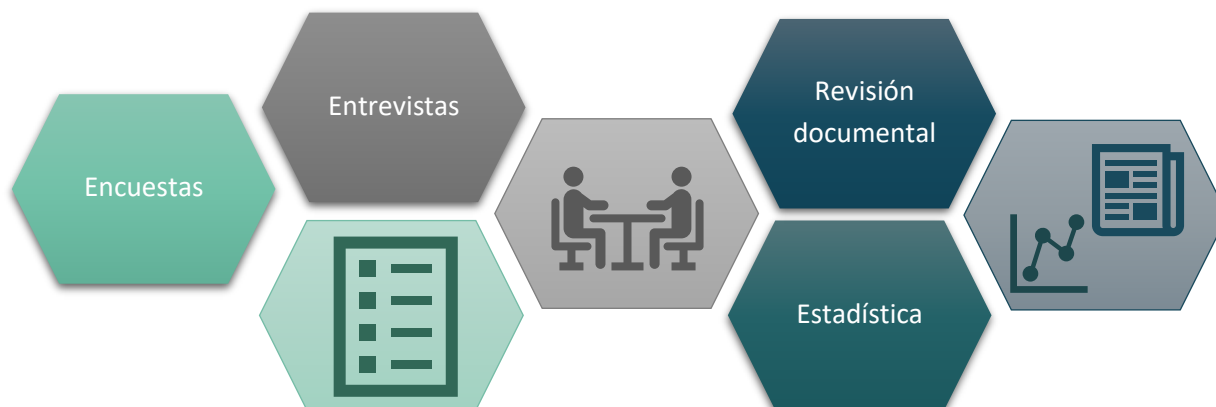 Encuestas
Entrevistas
Revisión
documental
Estadística